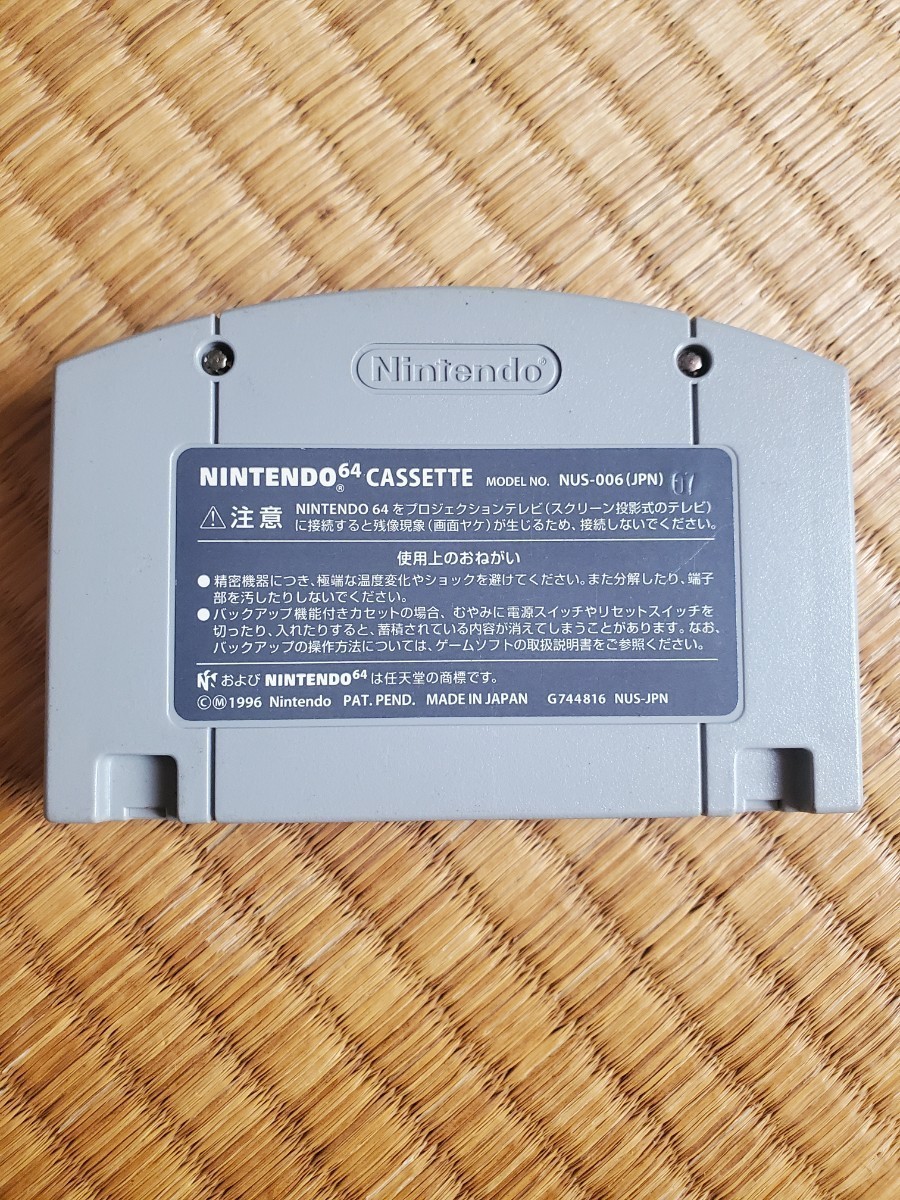 Nintendo®
NINTENDO64® CASSETTE MODEL NO. NUS-006(JPN) 67
⚠注意 NINTENDO 64 をプロジェクションテレビ(スクリーン投影式のテレビ)
に接続すると残像現象(画面ヤケ)が生じるため、接続しないでください。
使用上のおねがい
●精密機器につき、極端な温度変化やショックを避けてください。また分解したり、端子
部を汚したりしないでください。
●バックアップ機能付きカセットの場合、むやみに電源スイッチやリセットスイッチを
切ったり、入れたりすると、蓄積されている内容が消えてしまうことがあります。なお、
バックアップの操作方法については、ゲームソフトの取扱説明書をご参照ください。
および NINTENDO64 は任天堂の商標です。
©Ⓜ1996 Nintendo PAT. PEND. MADE IN JAPAN G744816 NUS-JPN